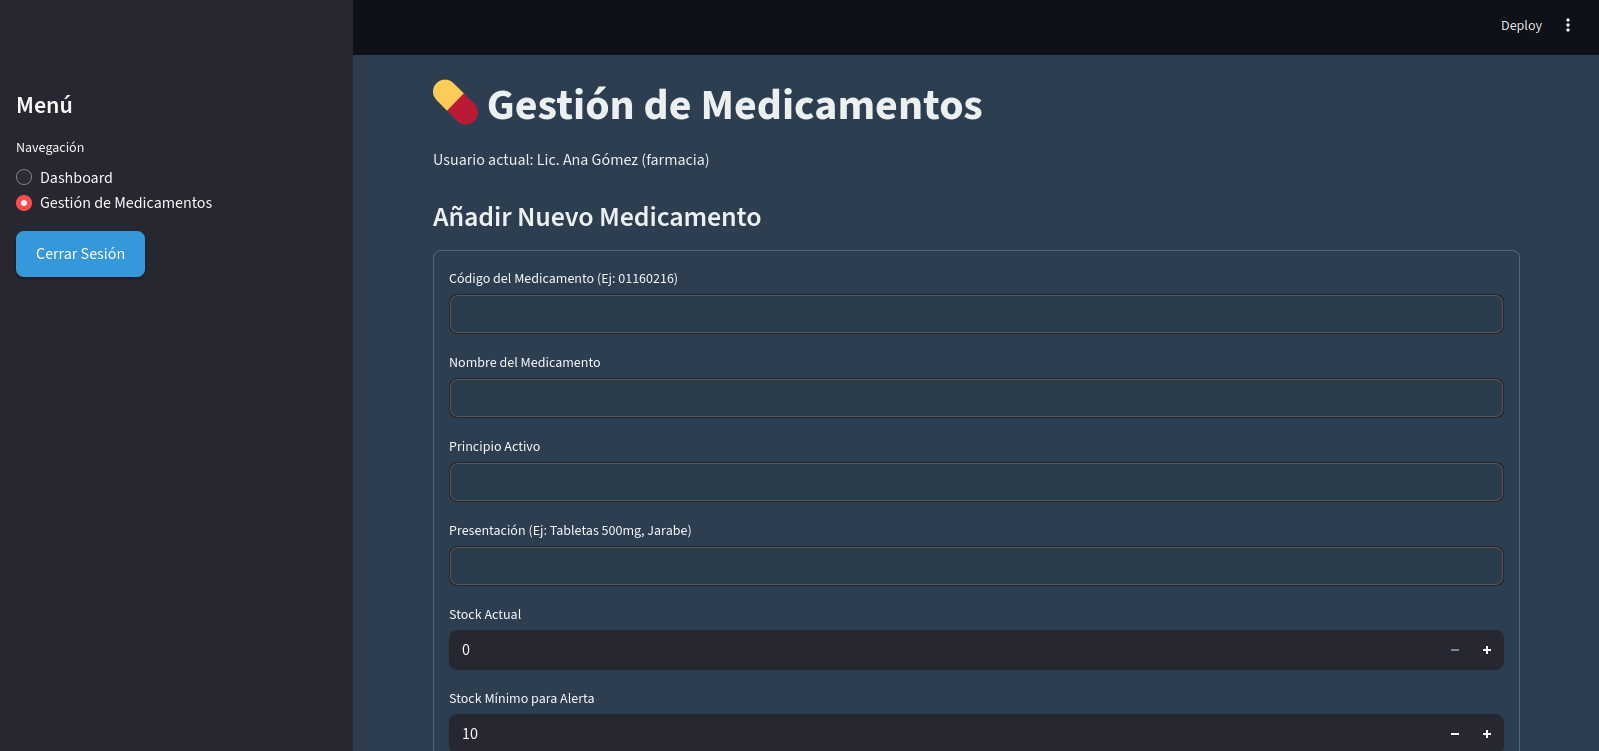 Deploy
Menú
Navegación
Dashboard
Gestión de Medicamentos
Cerrar Sesión
Gestión de Medicamentos
Usuario actual: Lic. Ana Gómez (farmacia)
Añadir Nuevo Medicamento
Código del Medicamento (Ej: 01160216)
Nombre del Medicamento
Principio Activo
Presentación (Ej: Tabletas 500mg, Jarabe)
Stock Actual
0
Stock Mínimo para Alerta
10